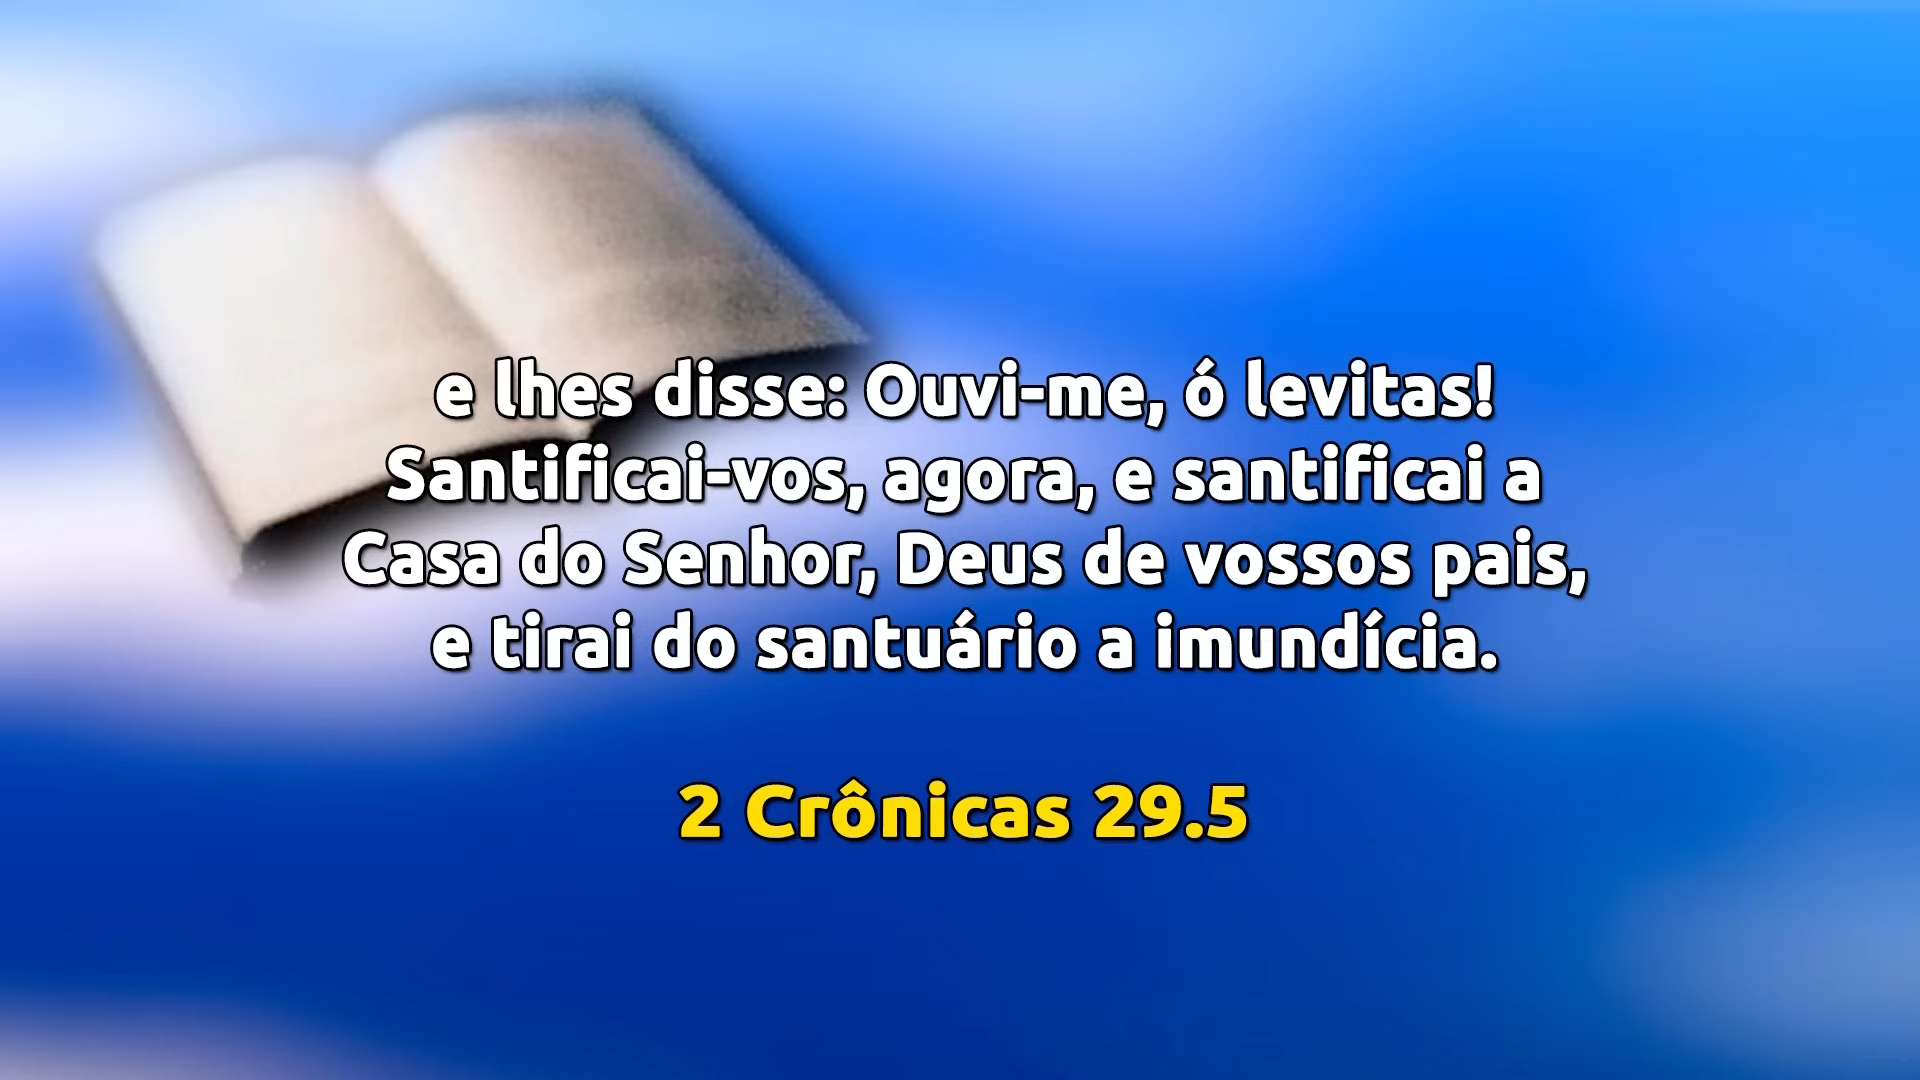 e lhes disse: Ouvi-me, ó levitas!
Santificai-vos, agora, e santificai a
Casa do Senhor, Deus de vossos pais,
e tirai do santuário a imundícia.
2 Crônicas 29.5